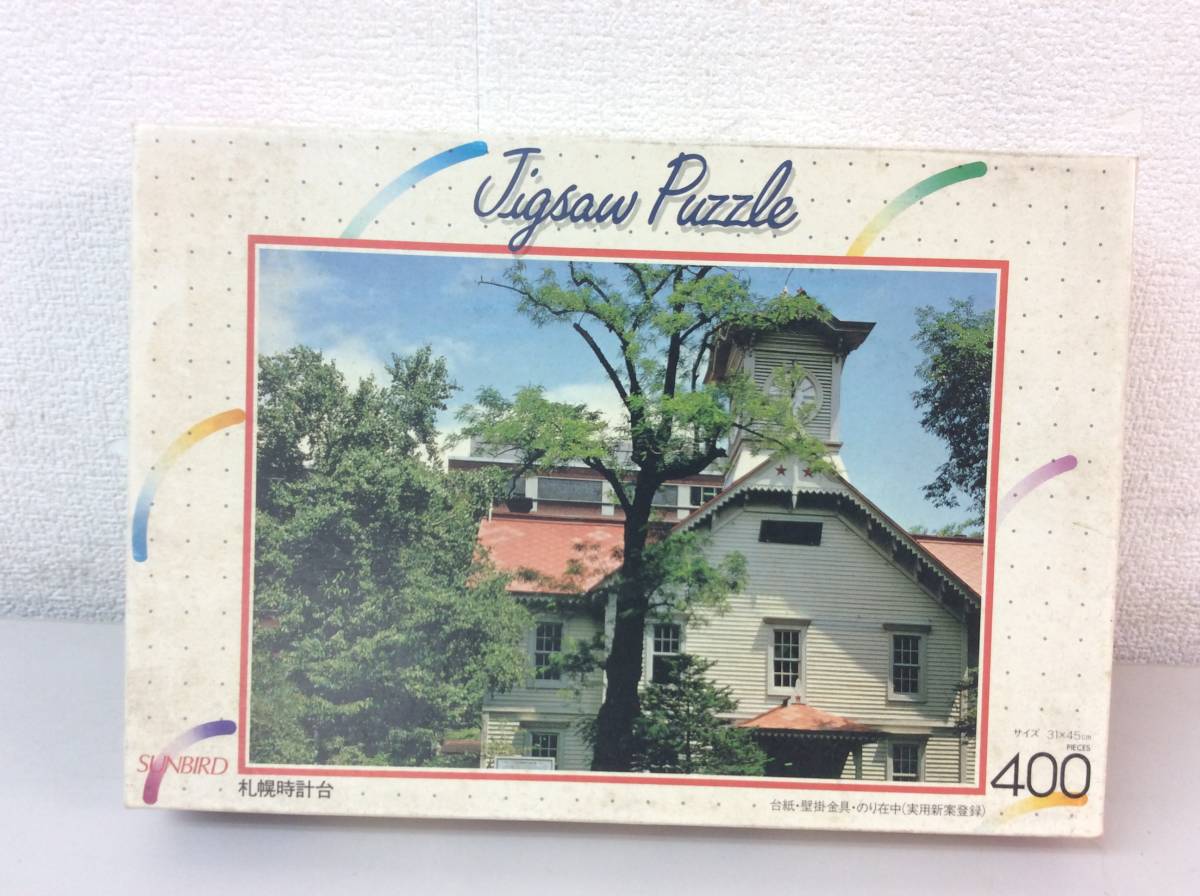 Jigsaw Puzzle
サイズ 31×45cm
PIECES
400
SUNBIRD
札幌時計台
台紙・壁掛金具・のり在中(実用新案登録)